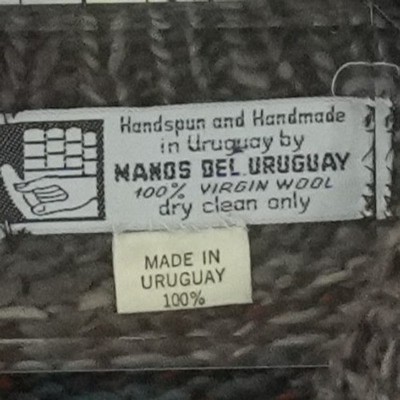 Handspun and Handmade
in Uruguay by
MANOS DEL URUGUAY
100% VIRGIN WOOL
dry clean only
MADE IN
URUGUAY
100%